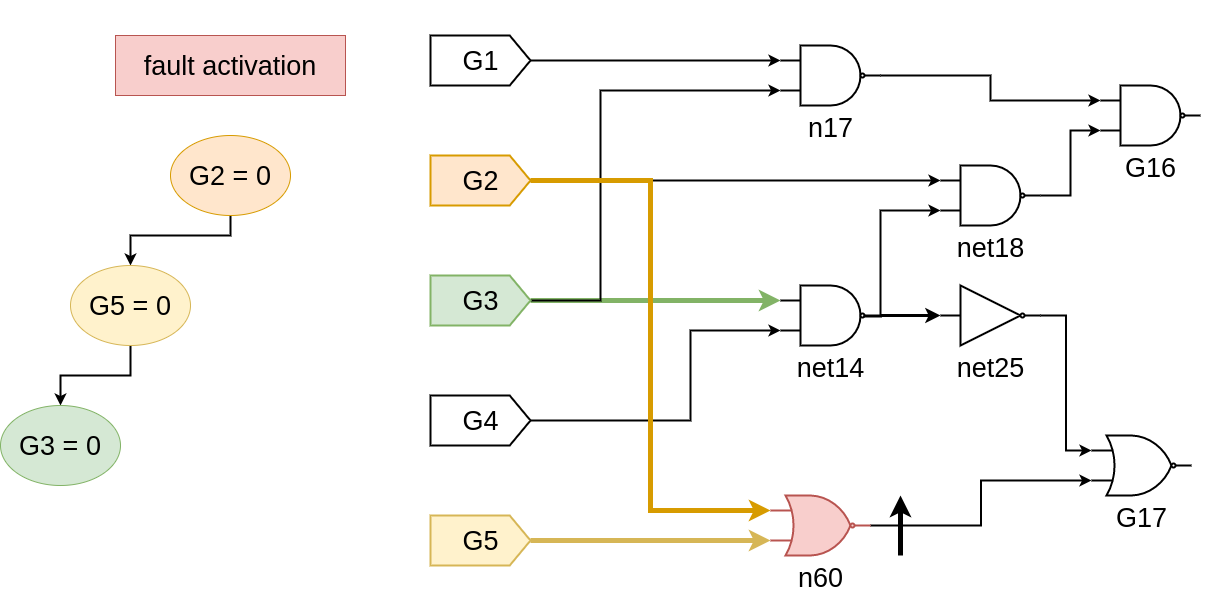 fault activation
G2 = 0
G5 = 0
G3 = 0
G1
G2
G3
G4
G5
n17
G16
net18
net14
net25
G17
n60